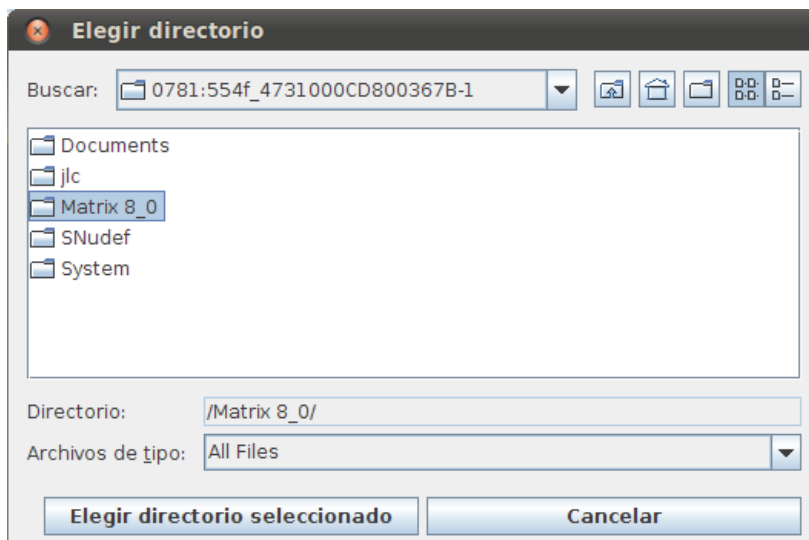 Elegir directorio
Buscar: 0781:554f_4731000CD800367B-1
Documents
jlc
Matrix 8_0
SNudef
System
Directorio: /Matrix 8_0/
Archivos de tipo: All Files
Elegir directorio seleccionado Cancelar